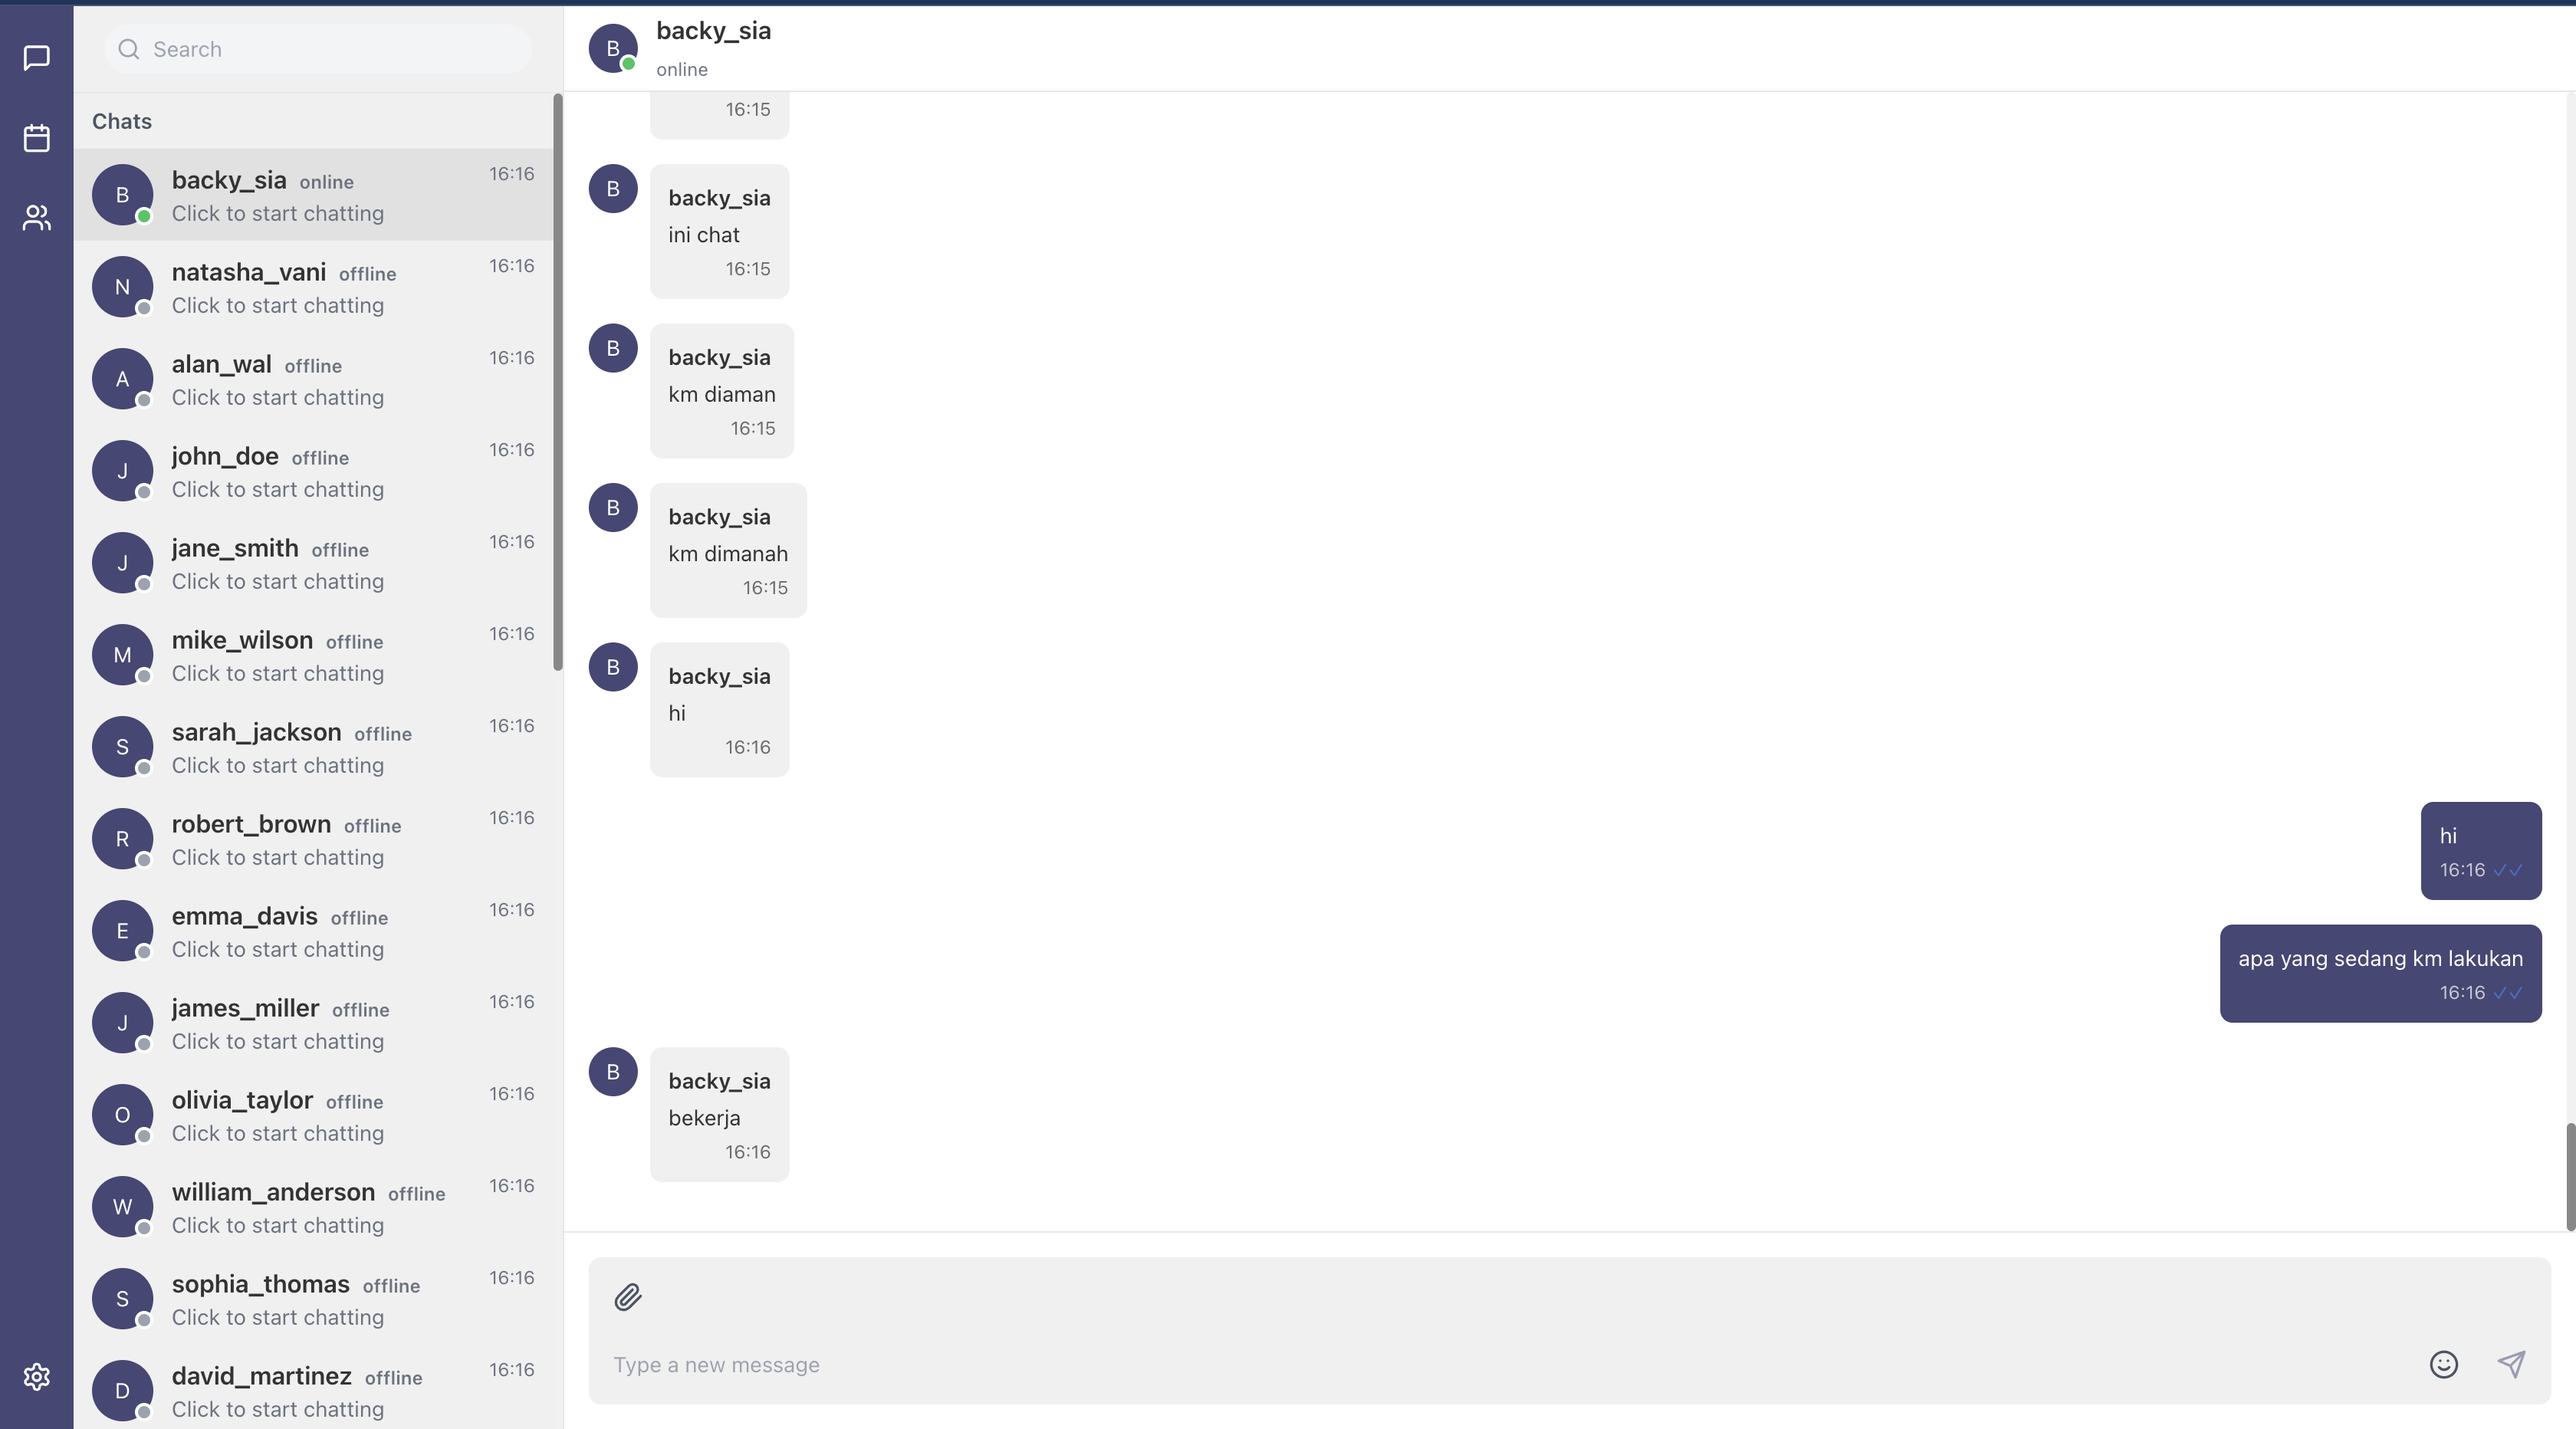 Search
Chats
B
backy_sia online 16:16
Click to start chatting
N
natasha_vani offline 16:16
Click to start chatting
A
alan_wal offline 16:16
Click to start chatting
J
john_doe offline 16:16
Click to start chatting
J
jane_smith offline 16:16
Click to start chatting
M
mike_wilson offline 16:16
Click to start chatting
S
sarah_jackson offline 16:16
Click to start chatting
R
robert_brown offline 16:16
Click to start chatting
E
emma_davis offline 16:16
Click to start chatting
J
james_miller offline 16:16
Click to start chatting
O
olivia_taylor offline 16:16
Click to start chatting
W
william_anderson offline 16:16
Click to start chatting
S
sophia_thomas offline 16:16
Click to start chatting
D
david_martinez offline 16:16
Click to start chatting
B
backy_sia
online
16:15
B
backy_sia
ini chat
16:15
B
backy_sia
km diaman
16:15
B
backy_sia
km dimanah
16:15
B
backy_sia
hi
16:16
hi
16:16
apa yang sedang km lakukan
16:16
B
backy_sia
bekerja
16:16
Type a new message